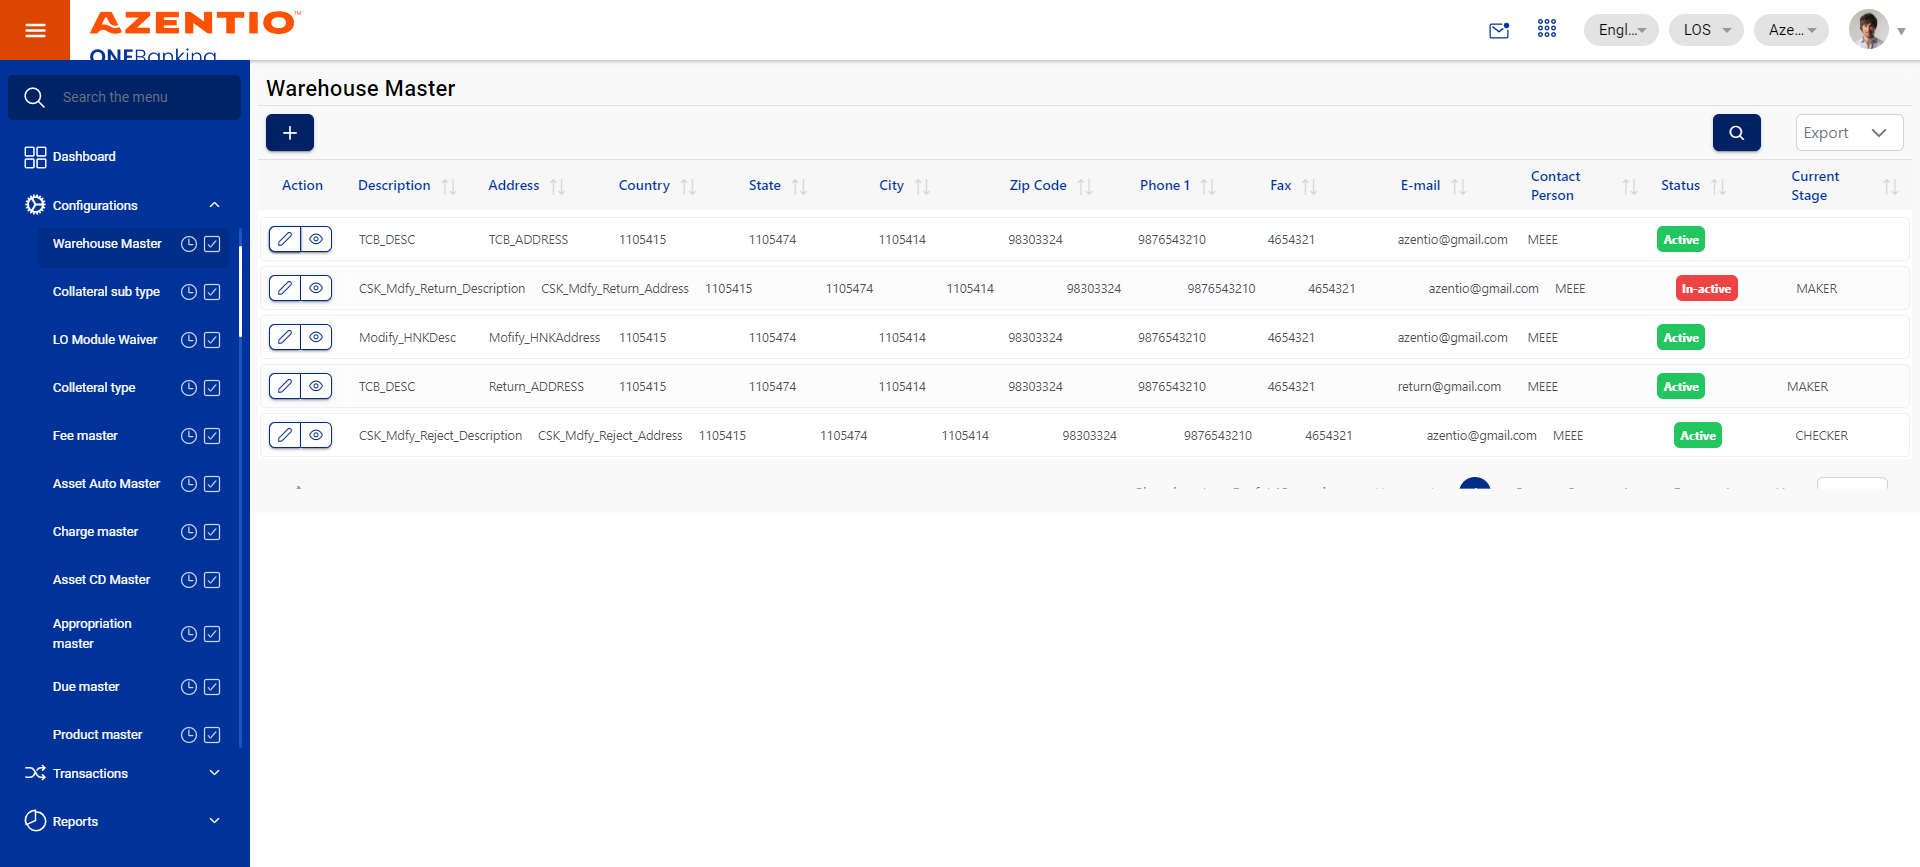 AZENTIO™
ONEBanking
Engl...
LOS
Aze...
Search the menu
Dashboard
Configurations
Warehouse Master
Collateral sub type
LO Module Waiver
Colleteral type
Fee master
Asset Auto Master
Charge master
Asset CD Master
Appropriation
master
Due master
Product master
Transactions
Reports
Warehouse Master
Export
Action Description Address Country State City Zip Code Phone 1 Fax E-mail Contact Person Status Current Stage
TCB_DESC TCB_ADDRESS 1105415 1105474 1105414 98303324 9876543210 4654321 azentio@gmail.com MEEE Active
CSK_Mdfy_Return_Description CSK_Mdfy_Return_Address 1105415 1105474 1105414 98303324 9876543210 4654321 azentio@gmail.com MEEE In-active MAKER
Modify_HNKDesc Mofify_HNKAddress 1105415 1105474 1105414 98303324 9876543210 4654321 azentio@gmail.com MEEE Active
TCB_DESC Return_ADDRESS 1105415 1105474 1105414 98303324 9876543210 4654321 return@gmail.com MEEE Active MAKER
CSK_Mdfy_Reject_Description CSK_Mdfy_Reject_Address 1105415 1105474 1105414 98303324 9876543210 4654321 azentio@gmail.com MEEE Active CHECKER